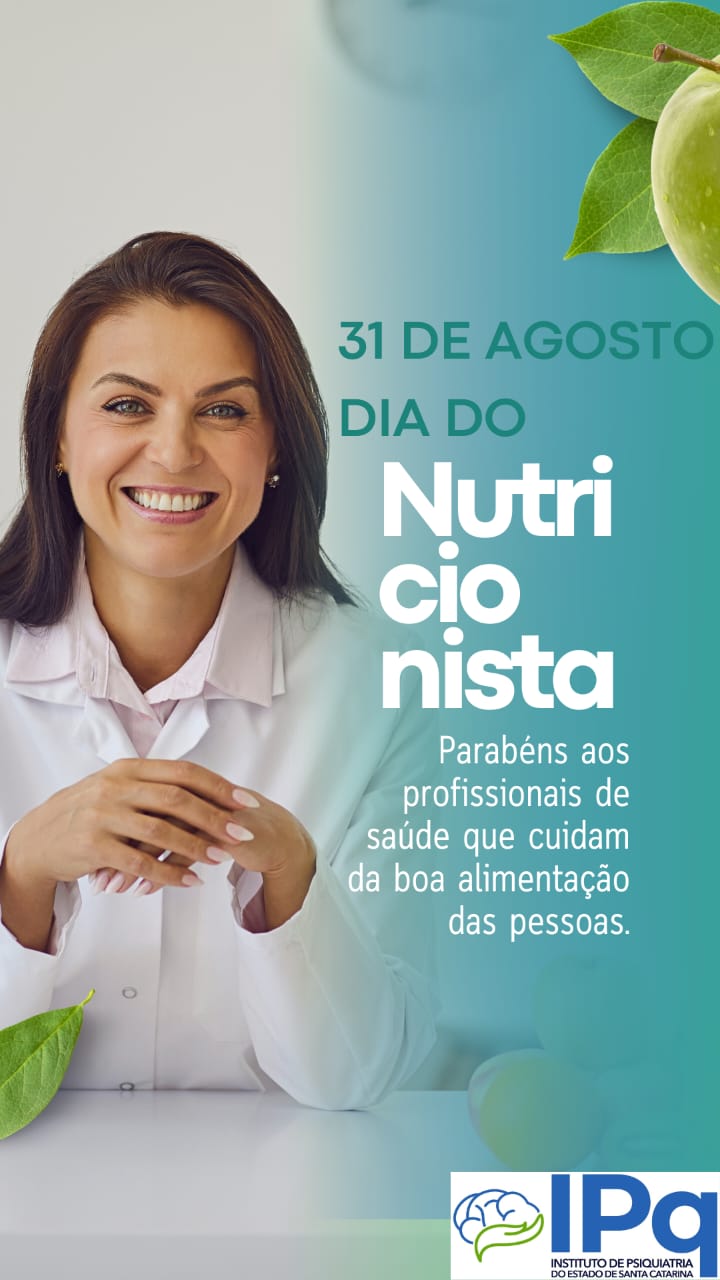 31 DE AGOSTO
DIA DO
Nutri
cio
nista
Parabéns aos
profissionais de
saúde que cuidam
da boa alimentação
das pessoas.
IPq
INSTITUTO DE PSIQUIATRIA
DO ESTADO DE SANTA CATARINA